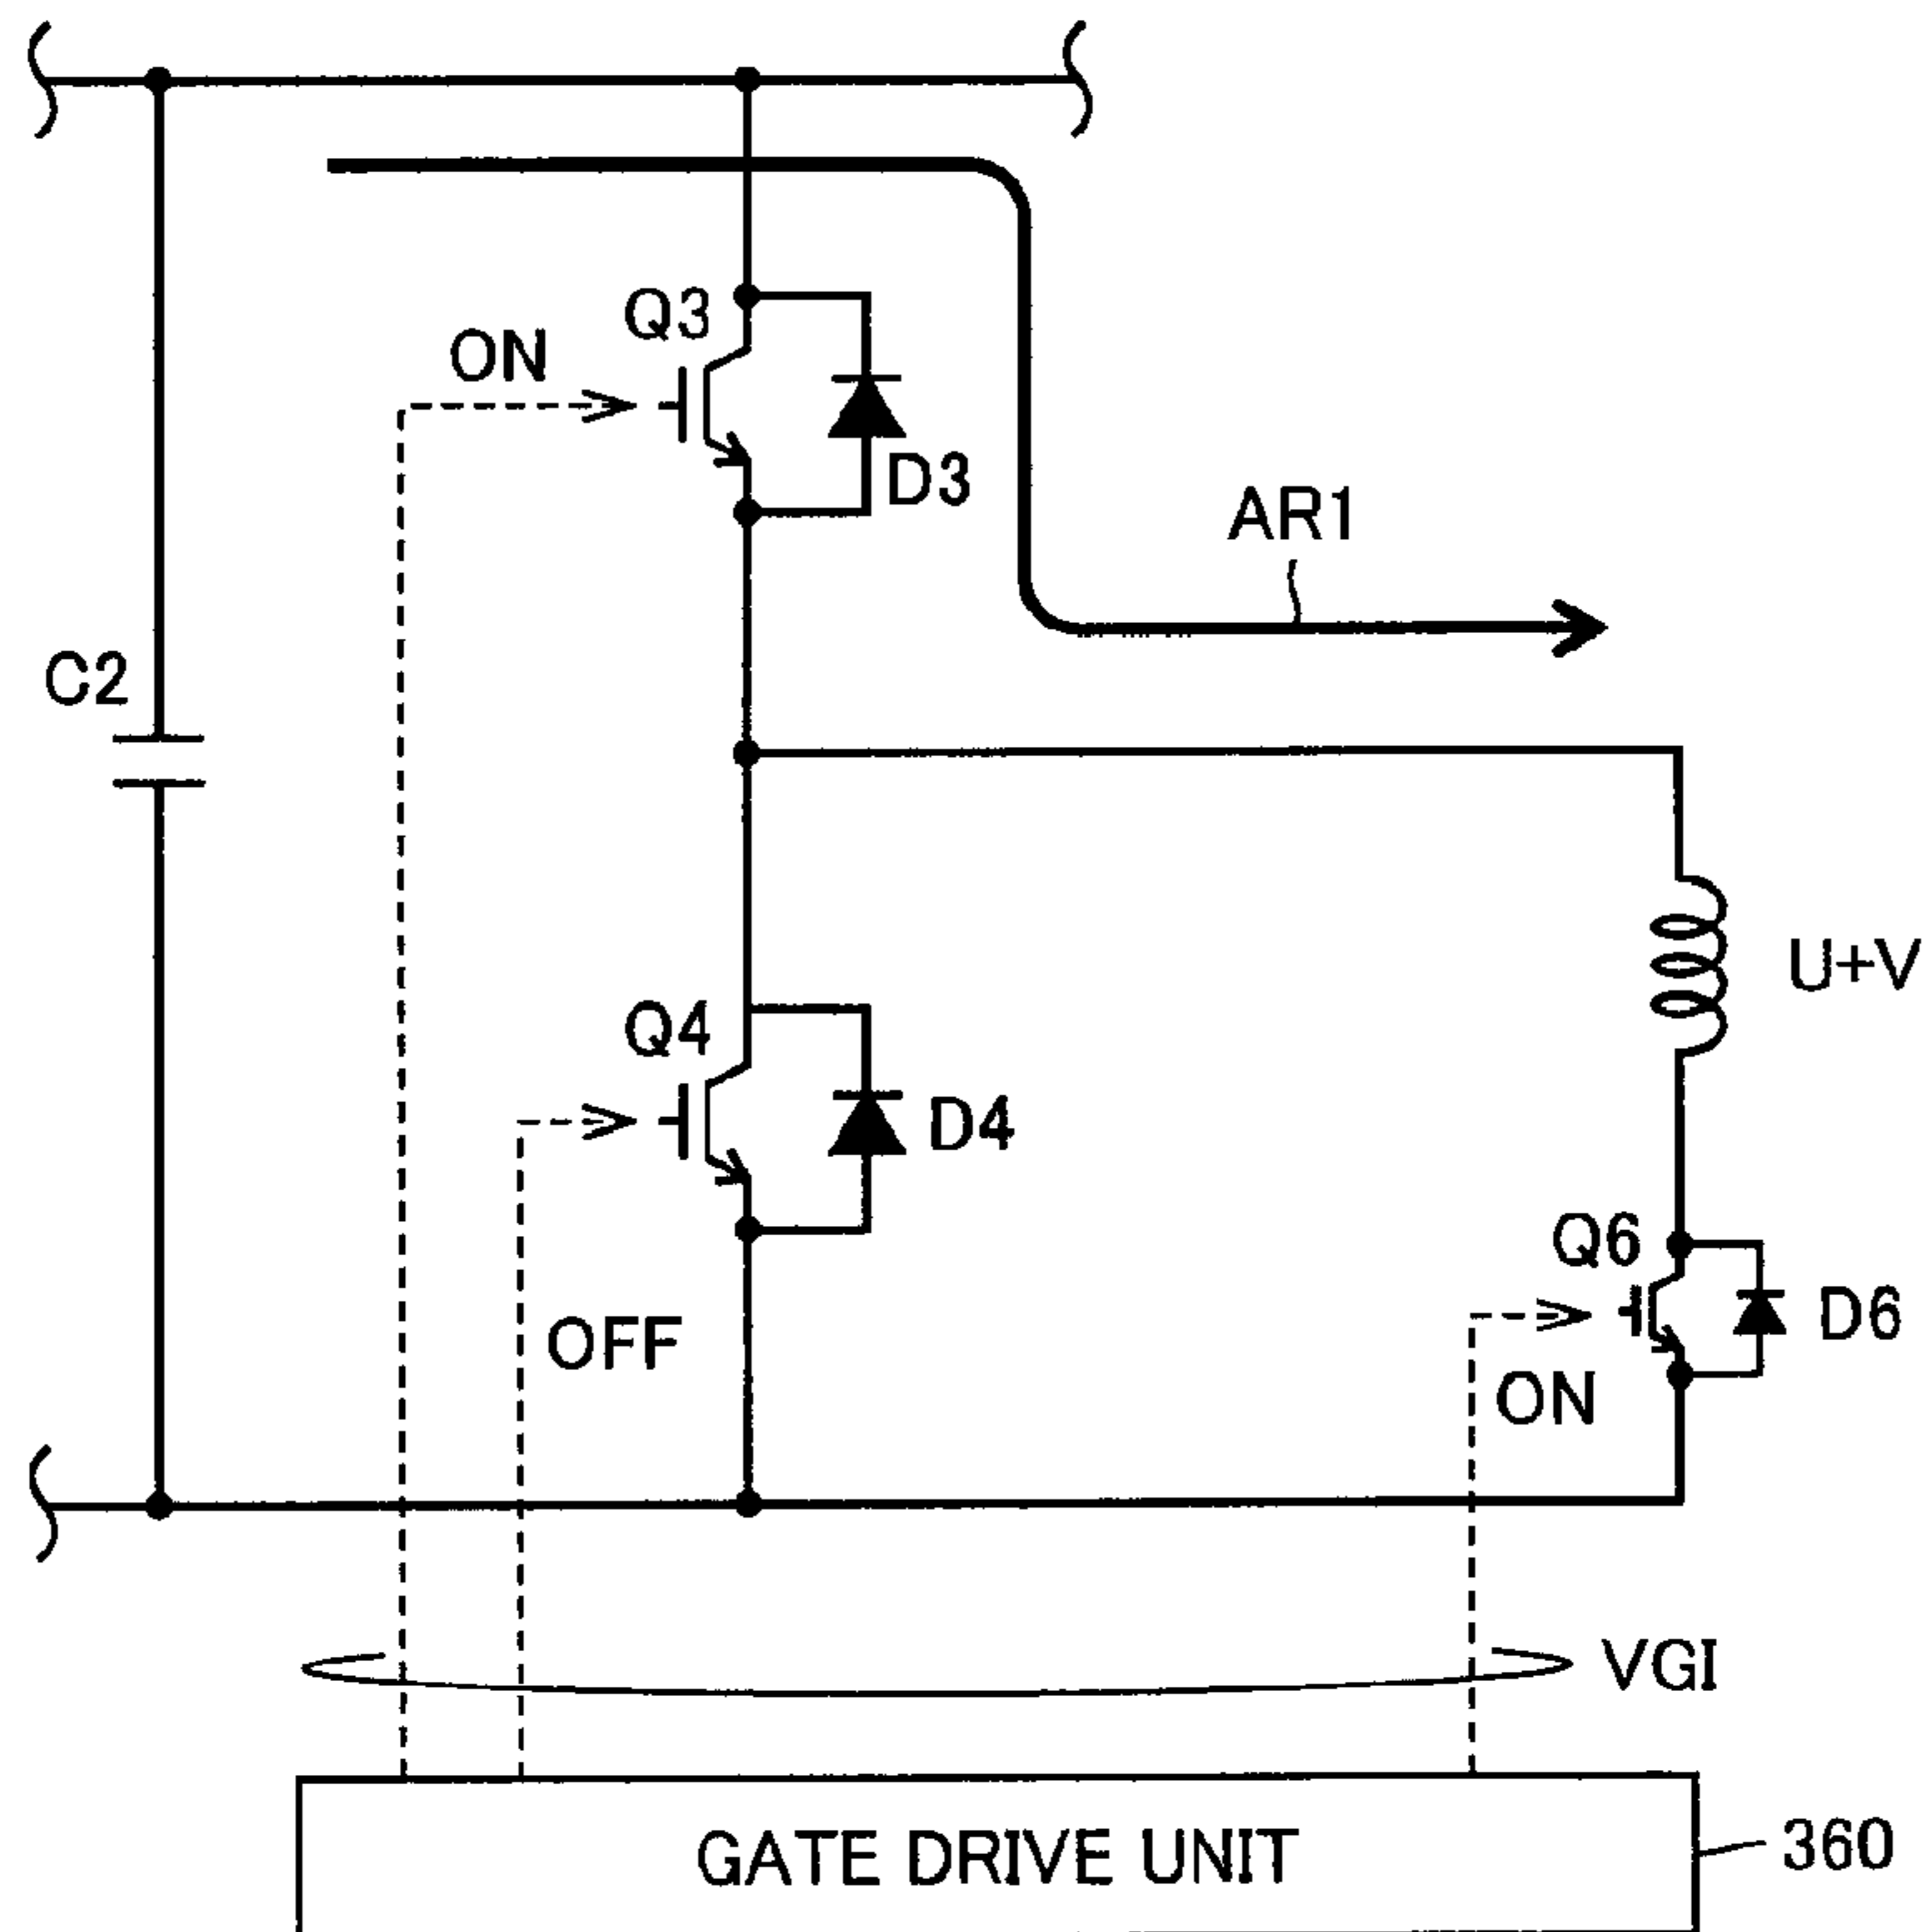 Q3
ON
D3
AR1
C2
U+V
Q4
D4
Q6
D6
OFF
ON
VGI
GATE DRIVE UNIT
360